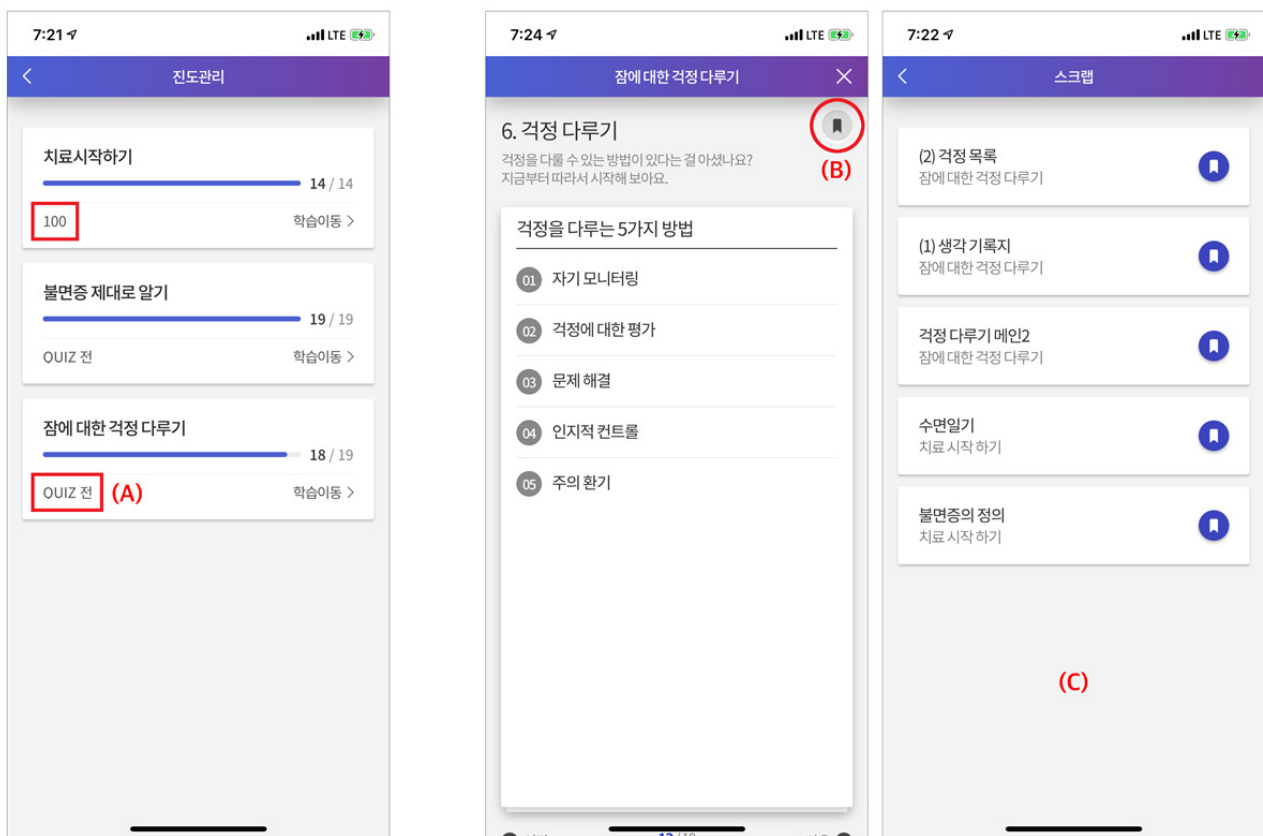 7:21
LTE
진도관리
치료시작하기
14 / 14
100
학습이동 >
불면증 제대로 알기
19 / 19
QUIZ 전
학습이동 >
잠에 대한 걱정 다루기
18 / 19
QUIZ 전
(A)
학습이동 >
7:24
LTE
잠에 대한 걱정 다루기
6. 걱정 다루기
걱정을 다룰 수 있는 방법이 있다는 걸 아셨나요?
지금부터 따라서 시작해 보아요.
(B)
걱정을 다루는 5가지 방법
01 자기 모니터링
02 걱정에 대한 평가
03 문제 해결
04 인지적 컨트롤
05 주의 환기
7:22
LTE
스크랩
(2) 걱정 목록
잠에 대한 걱정 다루기
(1) 생각 기록지
잠에 대한 걱정 다루기
걱정 다루기 메인2
잠에 대한 걱정 다루기
수면일기
치료 시작 하기
불면증의 정의
치료 시작 하기
(C)